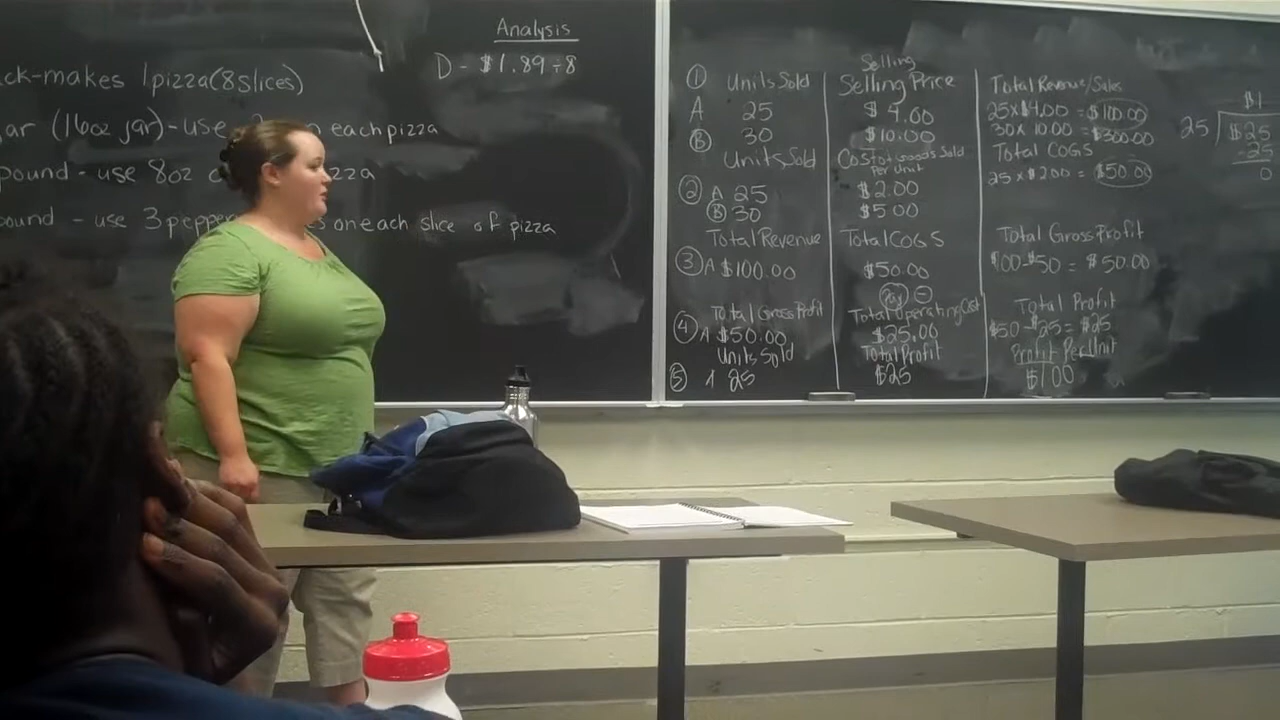 Analysis
D - $1.89÷8
ck-makes 1 pizza (8 slices)
gar (16oz jar) - use on each pizza
pound - use 8oz zza
pound - use 3 pepper on each slice of pizza
① Units Sold
A 25
Ⓑ 30
Units Sold
② A 25
Ⓑ 30
Total Revenue
③ A $100.00
Total Gross Profit
④ A $50.00
Units Sold
⑤ A 25
Selling
Selling Price
$4.00
$10.00
Cost of Goods Sold
Per Unit
$2.00
$5.00
Total COGS
$50.00
Pay −
Total Operating Cost
$25.00
Total Profit
$25
Total Revenue/Sales
25 x $4.00 = $100.00
30 x 10.00 = $300.00
Total COGS
25 x $2.00 = $50.00
Total Gross Profit
$100 - $50 = $50.00
Total Profit
$50 - $25 = $25
Profit Per Unit
$1.00
$1
25 $25
-25
0